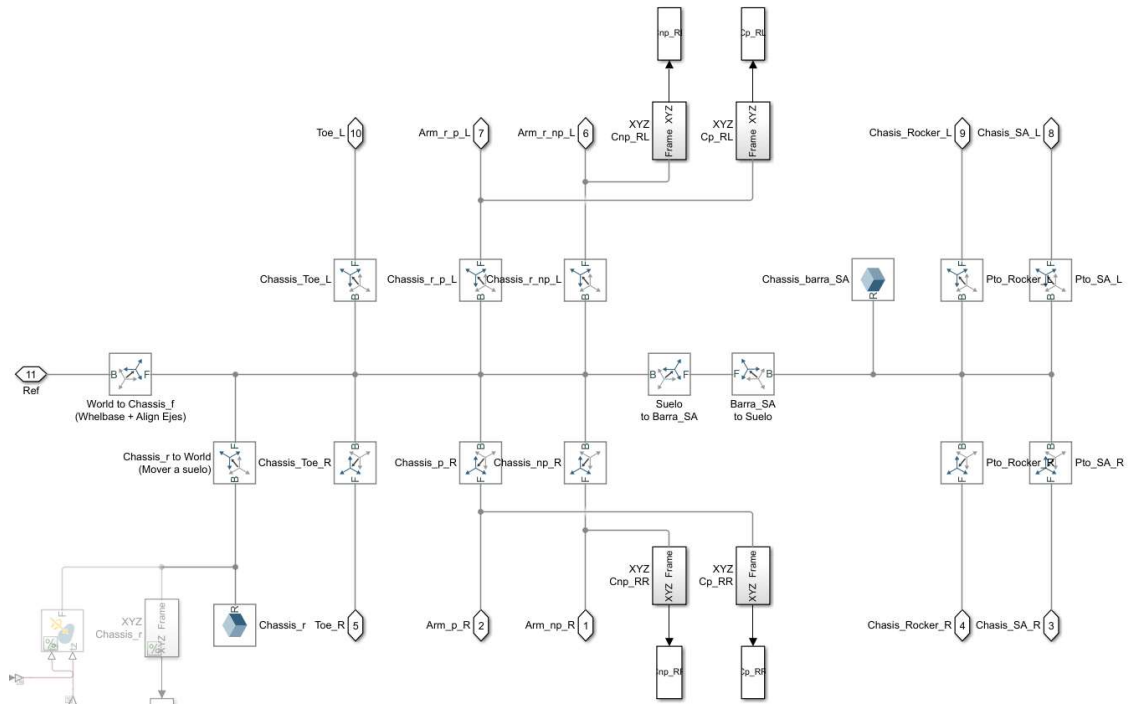 Cnp_RL
Cp_RL
Toe_L
10
Arm_r_p_L
7
Arm_r_np_L
6
XYZ
Cnp_RL
Frame XYZ
XYZ
Cp_RL
Frame XYZ
Chasis_Rocker_L
9
Chasis_SA_L
8
Chassis_Toe_L
F
B
Chassis_r_p_L
F
B
Chassis_r_np_L
F
B
Chassis_barra_SA
R
F
B
Pto_Rocker_L
F
B
Pto_SA_L
11
Ref
B
F
World to Chassis_f
(Whelbase + Align Ejes)
B
F
Suelo
to Barra_SA
F
B
Barra_SA
to Suelo
Chassis_r to World
(Mover a suelo)
F
B
Chassis_Toe_R
B
F
Chassis_p_R
B
F
Chassis_np_R
B
F
B
F
Pto_Rocker_R
B
F
Pto_SA_R
XYZ
Cnp_RR
XYZ Frame
XYZ
Cp_RR
XYZ Frame
F
XYZ
Chassis_r
XYZ Frame
R
Chassis_r
Toe_R
5
Arm_p_R
2
Arm_np_R
1
Chasis_Rocker_R
4
Chasis_SA_R
3
Cp_RR